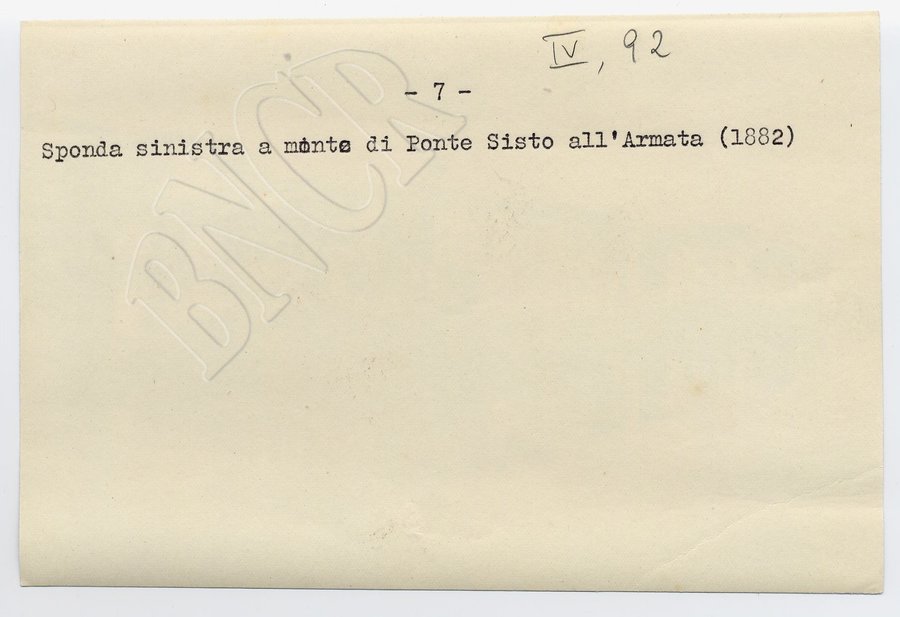 IV, 92
- 7 -
Sponda sinistra a monte di Ponte Sisto all'Armata (1882)
BNCR